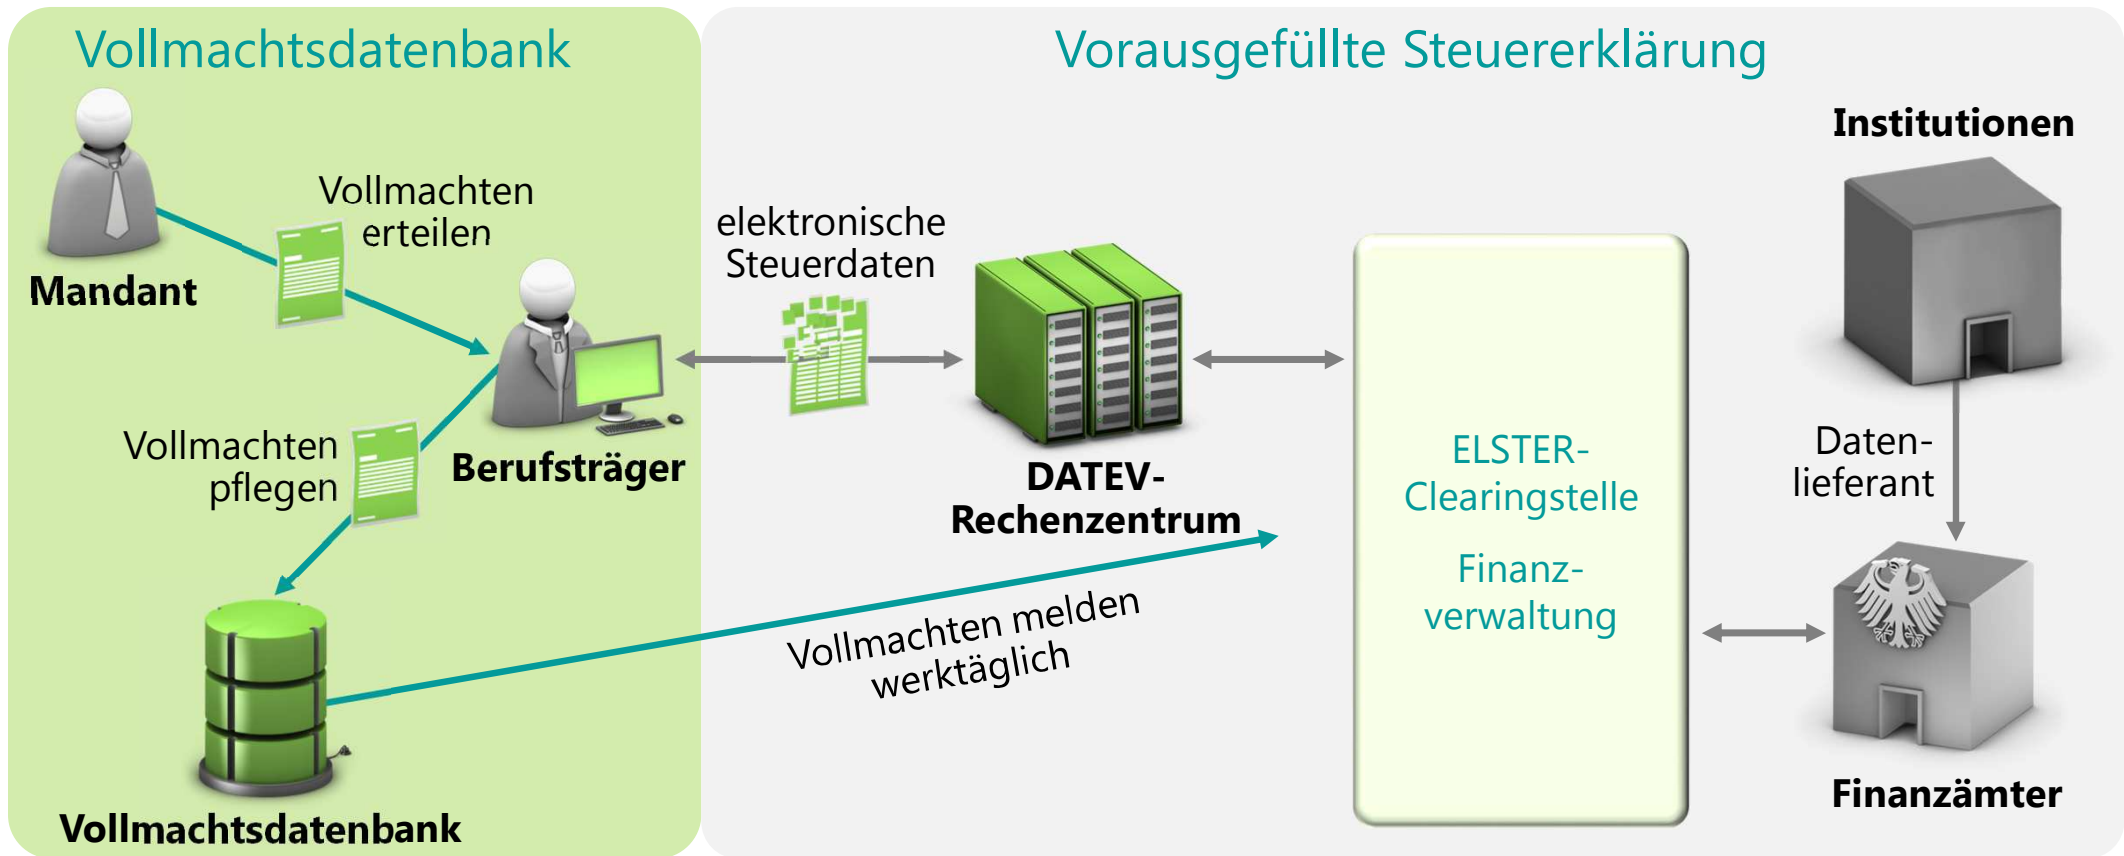 Vollmachtsdatenbank
Mandant
Vollmachten
erteilen
Berufsträger
Vollmachten
pflegen
Vollmachtsdatenbank
Vorausgefüllte Steuererklärung
elektronische
Steuerdaten
DATEV-
Rechenzentrum
Vollmachten melden
werktäglich
ELSTER-
Clearingstelle
Finanz-
verwaltung
Institutionen
Daten-
lieferant
Finanzämter